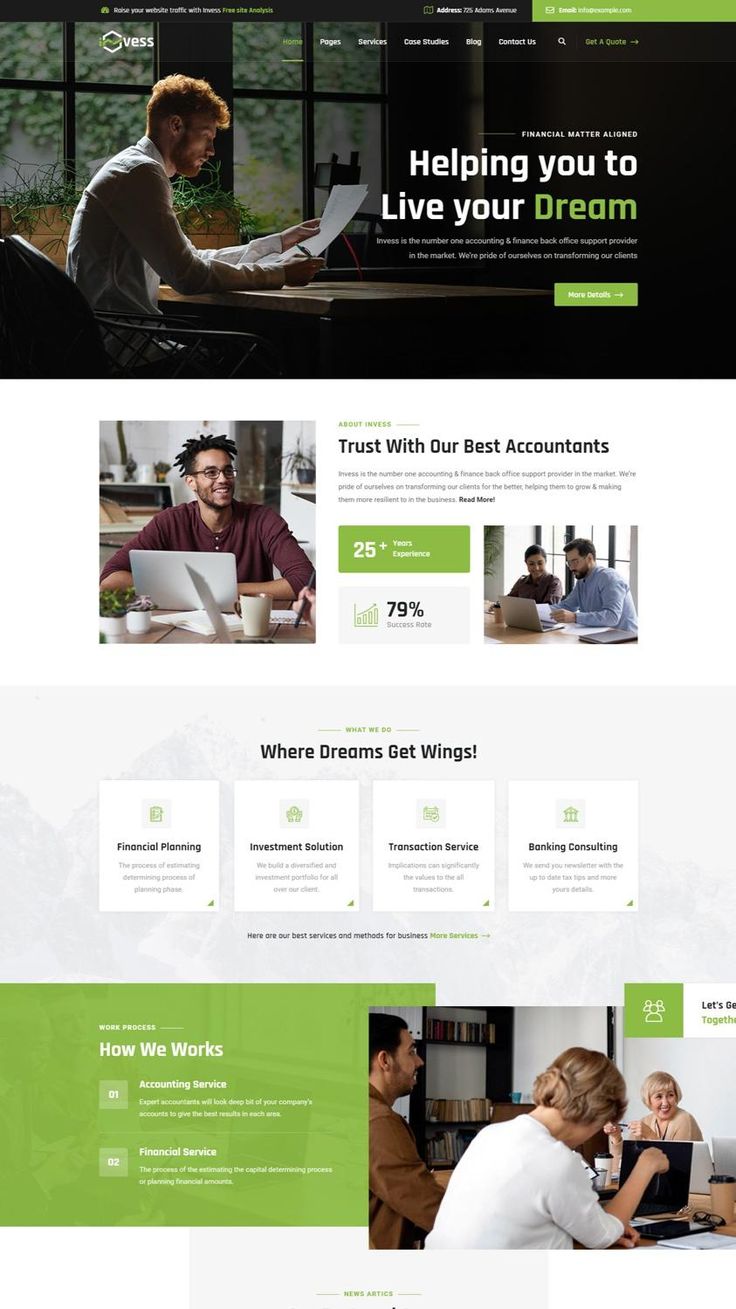 Raise your website traffic with Invess Free site Analysis
Address: 725 Adams Avenue
Email: info@example.com
vess
Home Pages Services Case Studies Blog Contact Us
Get A Quote
FINANCIAL MATTER ALIGNED
Helping you to
Live your Dream
Invess is the number one accounting & finance back office support provider
in the market. We're pride of ourselves on transforming our clients
More Details
ABOUT INVESS
Trust With Our Best Accountants
Invess is the number one accounting & finance back office support provider in the market. We're
pride of ourselves on transforming our clients for the better, helping them to grow & making
them more resilient to in the business. Read More!
25+ Years
Experience
79%
Success Rate
WHAT WE DO
Where Dreams Get Wings!
Financial Planning
The process of estimating
determining process of
planning phase.
Investment Solution
We build a diversified and
investment portfolio for all
over our client.
Transaction Service
Implications can significantly
the values to the all
transactions.
Banking Consulting
We send you newsletter with the
up to date tax tips and more
yours details.
Here are our best services and methods for business More Services
Let's Ge
Togethe
WORK PROCESS
How We Works
01
Accounting Service
Expert accountants will look deep bit of your company's
accounts to give the best results in each area.
02
Financial Service
The process of the estimating the capital determining process
or planning financial amounts.
NEWS ARTICS